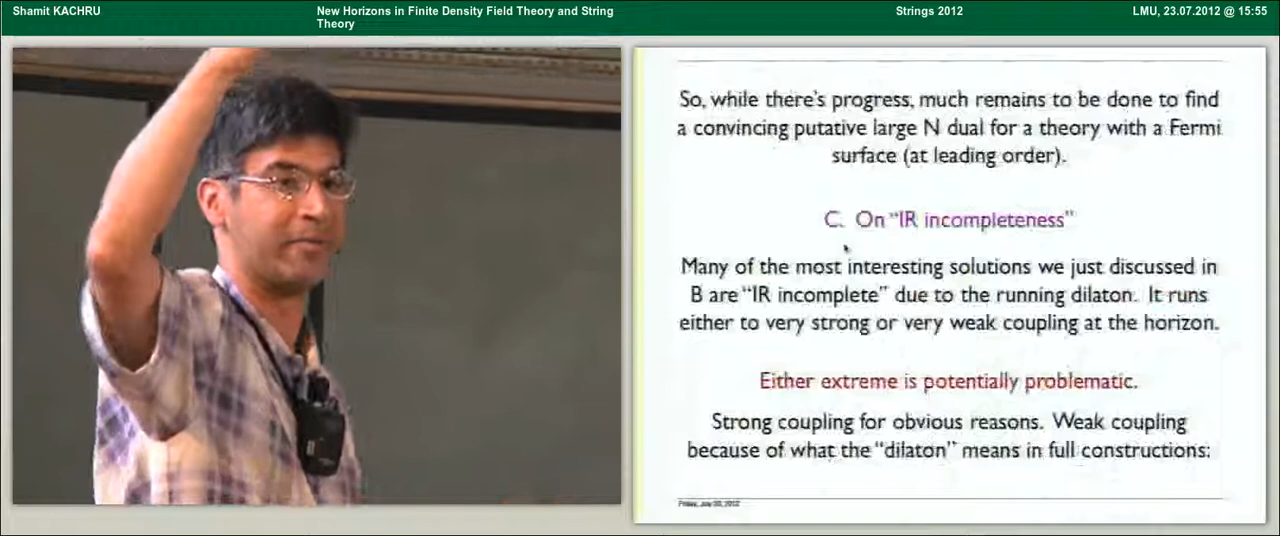 Shamit KACHRU
New Horizons in Finite Density Field Theory and String
Theory
Strings 2012
LMU, 23.07.2012 @ 15:55
So, while there's progress, much remains to be done to find
a convincing putative large N dual for a theory with a Fermi
surface (at leading order).
C. On "IR incompleteness"
Many of the most interesting solutions we just discussed in
B are "IR incomplete" due to the running dilaton. It runs
either to very strong or very weak coupling at the horizon.
Either extreme is potentially problematic.
Strong coupling for obvious reasons. Weak coupling
because of what the "dilaton" means in full constructions:
Friday, July 20, 2012